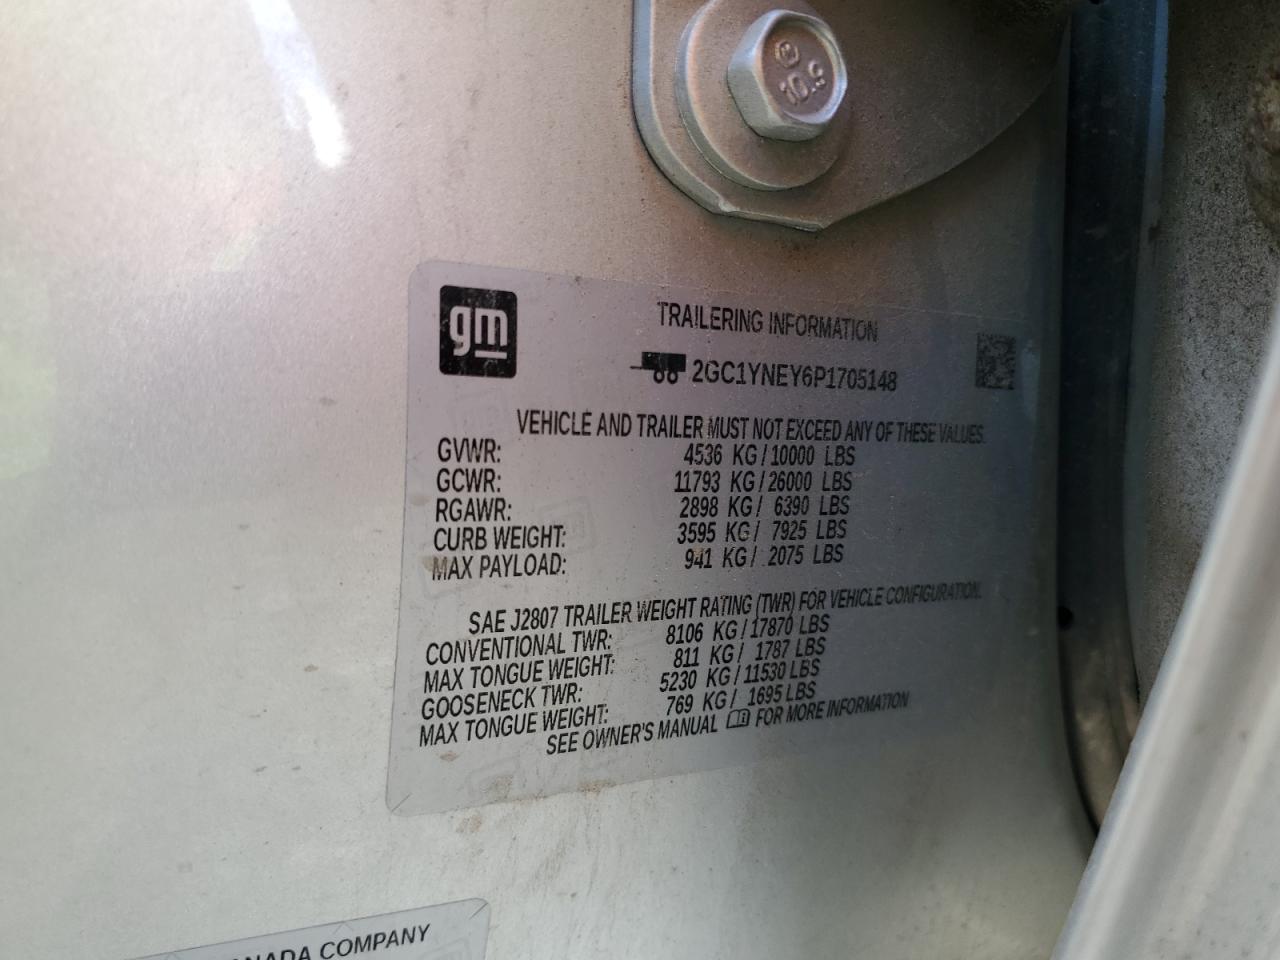 10.9
gm
TRAILERING INFORMATION
2GC1YNEY6P1705148
VEHICLE AND TRAILER MUST NOT EXCEED ANY OF THESE VALUES.
GVWR: 4536 KG/10000 LBS
GCWR: 11793 KG/26000 LBS
RGAWR: 2898 KG/ 6390 LBS
CURB WEIGHT: 3595 KG/ 7925 LBS
MAX PAYLOAD: 941 KG/ 2075 LBS
SAE J2807 TRAILER WEIGHT RATING (TWR) FOR VEHICLE CONFIGURATION.
CONVENTIONAL TWR: 8106 KG/17870 LBS
MAX TONGUE WEIGHT: 811 KG/ 1787 LBS
GOOSENECK TWR: 5230 KG/11530 LBS
MAX TONGUE WEIGHT: 769 KG/ 1695 LBS
SEE OWNER'S MANUAL FOR MORE INFORMATION
COMPANY